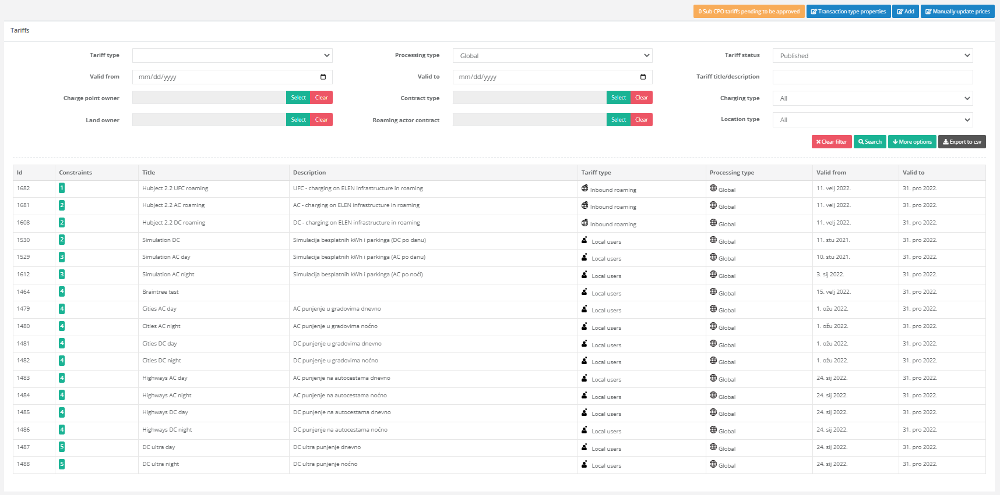 0 Sub CPO tariffs pending to be approved Transaction type properties Add Manually update prices
Tariffs
Tariff type Processing type Global Tariff status Published
Valid from mm/dd/yyyy Valid to mm/dd/yyyy Tariff title/description
Charge point owner Select Clear Contract type Select Clear Charging type All
Land owner Select Clear Roaming actor contract Select Clear Location type All
Clear filter Search More options Export to csv
Id Constraints Title Description Tariff type Processing type Valid from Valid to
1682 1 Hubject 2.2 UFC roaming UFC - charging on ELEN infrastructure in roaming Inbound roaming Global 11. velj 2022. 31. pro 2022.
1681 2 Hubject 2.2 AC roaming AC - charging on ELEN infrastructure in roaming Inbound roaming Global 11. velj 2022. 31. pro 2022.
1608 2 Hubject 2.2 DC roaming DC - charging on ELEN infrastructure in roaming Inbound roaming Global 11. velj 2022. 31. pro 2022.
1530 2 Simulation DC Simulacija besplatnih kWh i parkinga (DC po danu) Local users Global 11. stu 2021. 31. pro 2022.
1529 3 Simulation AC day Simulacija besplatnih kWh i parkinga (AC po danu) Local users Global 10. stu 2021. 31. pro 2022.
1612 3 Simulation AC night Simulacija besplatnih kWh i parkinga (AC po noći) Local users Global 3. sij 2022. 31. pro 2022.
1464 4 Braintree test Local users Global 15. velj 2022. 31. pro 2022.
1479 4 Cities AC day AC punjenje u gradovima dnevno Local users Global 1. ožu 2022. 31. pro 2022.
1480 4 Cities AC night AC punjenje u gradovima noćno Local users Global 1. ožu 2022. 31. pro 2022.
1481 4 Cities DC day DC punjenje u gradovima dnevno Local users Global 1. ožu 2022. 31. pro 2022.
1482 4 Cities DC night DC punjenje u gradovima noćno Local users Global 1. ožu 2022. 31. pro 2022.
1483 4 Highways AC day AC punjenje na autocestama dnevno Local users Global 24. sij 2022. 31. pro 2022.
1484 4 Highways AC night AC punjenje na autocestama noćno Local users Global 24. sij 2022. 31. pro 2022.
1485 4 Highways DC day DC punjenje na autocestama dnevno Local users Global 24. sij 2022. 31. pro 2022.
1486 4 Highways DC night DC punjenje na autocestama noćno Local users Global 24. sij 2022. 31. pro 2022.
1487 5 DC ultra day DC ultra punjenje dnevno Local users Global 24. sij 2022. 31. pro 2022.
1488 5 DC ultra night DC ultra punjenje noćno Local users Global 24. sij 2022. 31. pro 2022.